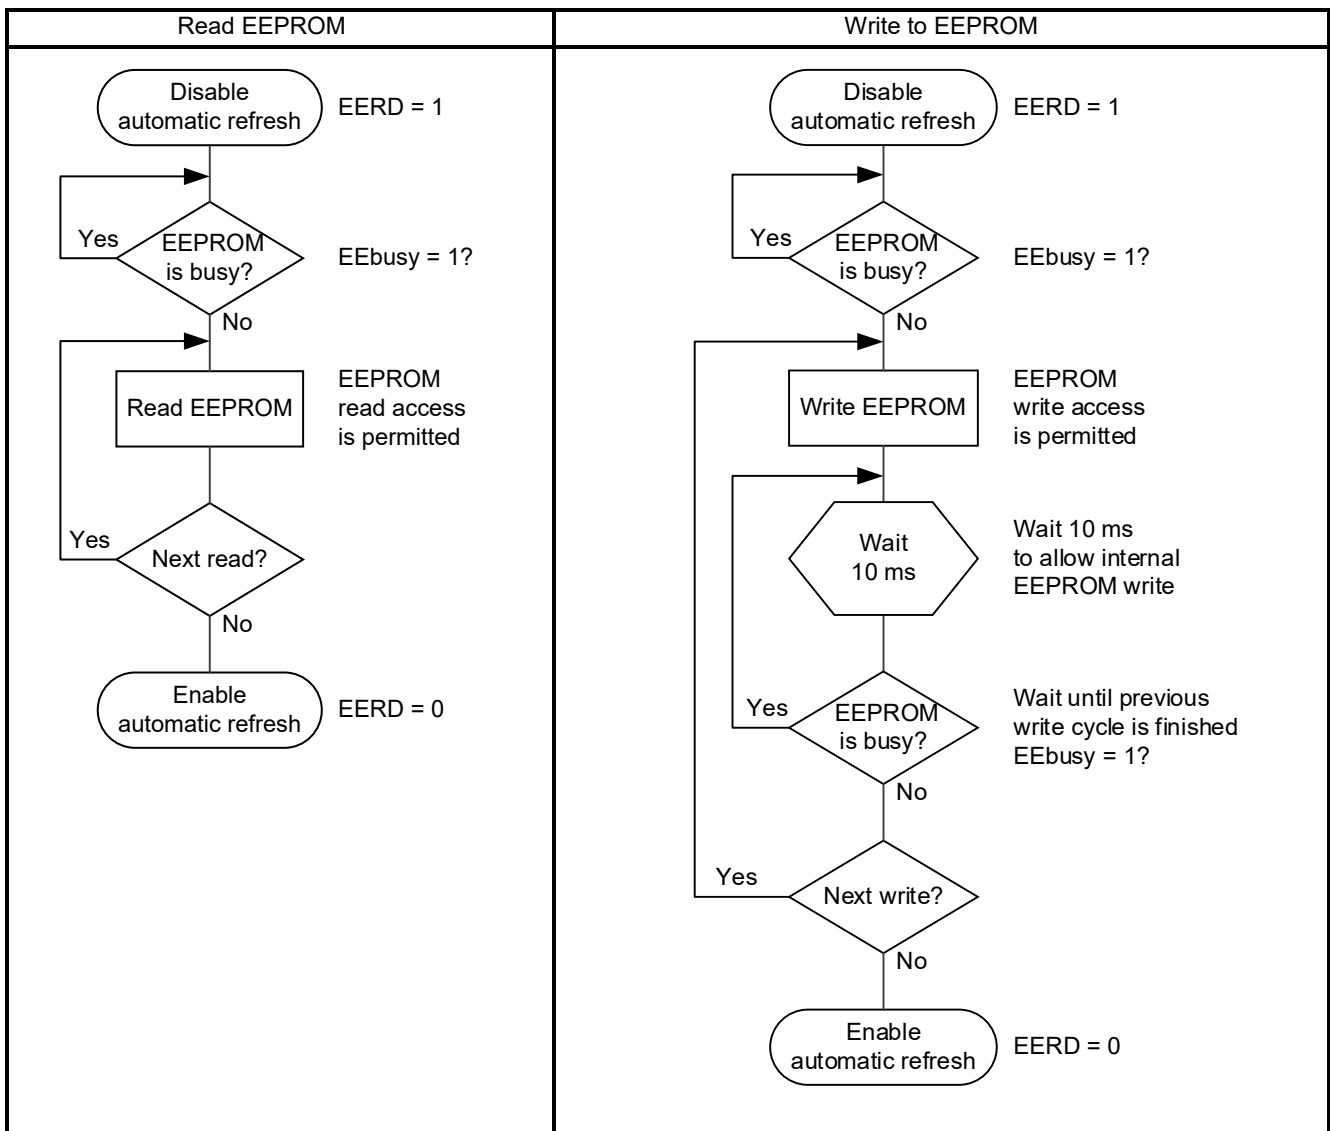 Read EEPROM
Disable
automatic refresh
EERD = 1
Yes
EEPROM
is busy?
EEbusy = 1?
No
Read EEPROM
EEPROM
read access
is permitted
Yes
Next read?
No
Enable
automatic refresh
EERD = 0
Write to EEPROM
Disable
automatic refresh
EERD = 1
Yes
EEPROM
is busy?
EEbusy = 1?
No
Write EEPROM
EEPROM
write access
is permitted
Wait
10 ms
Wait 10 ms
to allow internal
EEPROM write
Yes
EEPROM
is busy?
Wait until previous
write cycle is finished
EEbusy = 1?
No
Yes
Next write?
No
Enable
automatic refresh
EERD = 0